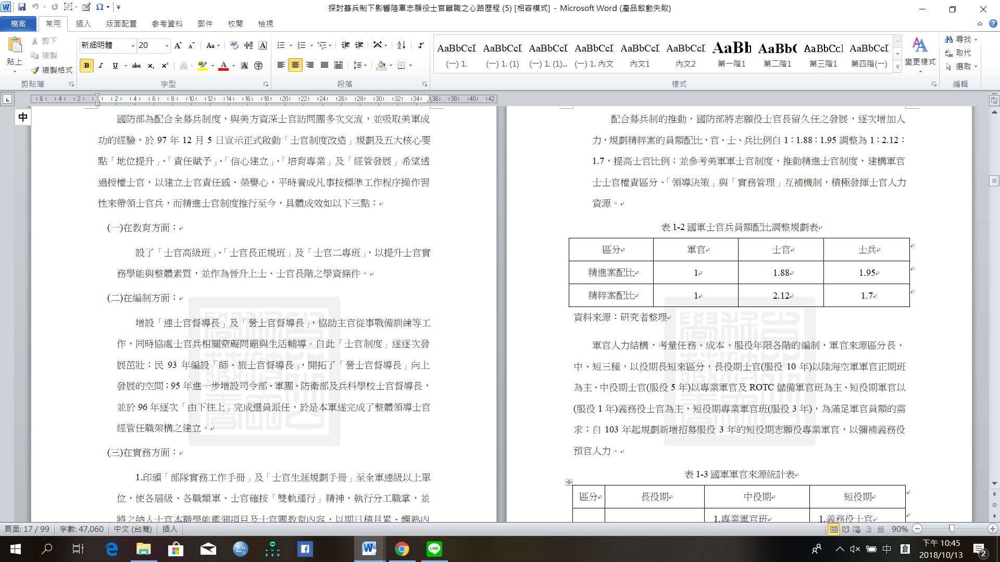 探討募兵制下影響陸軍志願役士官離職之心路歷程 (5) [相容模式] - Microsoft Word (產品啟動失敗)
檔案 常用 插入 版面配置 參考資料 郵件 校閱 檢視
貼上 剪下 複製 複製格式 剪貼簿
新細明體 20 字型
段落
AaBbCcI (一) 1.
AaBbCcI (一) 1. (1)
AaBbCcI (一) 1. (1)...
AaBbCcI (一) 1. 內文
AaBbCcI 內文1
AaBbCcI 內文2
AaBb 第一階1
AaBbC 第二階1
AaBbCcI 第三階1
AaBbCcI 第四階(一)
樣式
變更樣式
尋找 取代 選取 編輯
中
國防部為配合全募兵制度，與美方資深士官訪問團多次交流，並吸取美軍成
功的經驗，於 97 年 12 月 5 日宣示正式啟動「士官制度改造」規劃及五大核心要
點「地位提升」、「責任賦予」、「信心建立」、「培育專業」及「經管發展」希望透
過授權士官，以建立士官責任感、榮譽心，平時養成凡事按標準工作程序操作習
性來帶領士官兵，而精進士官制度推行至今，具體成效如以下三點：
(一)在教育方面：
設了「士官高級班」、「士官長正規班」及「士官二專班」，以提升士官實
務學能與整體素質，並作為晉升上士、士官長階之學資條件。
(二)在編制方面：
增設「連士官督導長」及「營士官督導長」，協助主官從事戰備訓練等工
作，同時協處士官兵相關窒礙問題與生活輔導。自此「士官制度」遂逐次發
展茁壯；民 93 年編設「師、旅士官督導長」，開拓了「營士官督導長」向上
發展的空間；95 年進一步增設司令部、軍團、防衛部及兵科學校士官督導長，
並於 96 年逐次「由下往上」完成選員派任，於是本軍遂完成了整體領導士官
經管任職架構之建立。
(三)在實務方面：
1.印頒「部隊實務工作手冊」及「士官生涯規劃手冊」至全軍連級以上單
位，使各層級、各職類軍、士官確按「雙軌運行」精神，執行分工職掌，並
將之納入士官本職學能鑑測項目及士官團教育內容，以期日積月累、嫻熟內
配合募兵制的推動，國防部將志願役士官長留久任之發展，逐次增加人
力，規劃精粹案的員額配比，官、士、兵比例自 1：1.88：1.95 調整為 1：2.12：
1.7，提高士官比例；並參考美軍軍士官制度，推動精進士官制度，建構軍官
士士官權責區分、「領導決策」與「實務管理」互補機制，積極發揮士官人力
資源。
表 1-2 國軍士官兵員額配比調整規劃表
區分 軍官 士官 士兵
精進案配比 1 1.88 1.95
精粹案配比 1 2.12 1.7
資料來源：研究者整理
軍官人力結構，考量任務、成本、服役年限各階的編制，軍官來源區分長、
中、短三種，以役期長短來區分，長役期士官(服役 10 年)以陸海空軍軍官正期班
為主、中役期士官(服役 5 年)以專業軍官及 ROTC 儲備軍官班為主、短役期軍官以
(服役 1 年)義務役士官為主，短役期專業軍官班(服役 3 年)，為滿足軍官員額的需
求；自 103 年起規劃新增招募服役 3 年的短役期志願役專業軍官，以彌補義務役
預官人力。
表 1-3 國軍軍官來源統計表
區分 長役期 中役期 短役期
1.專業軍官班 1.義務役士官
頁面: 17 / 99 字數: 47,060 中文 (台灣) 插入 90%
中 倉 下午 10:45
2018/10/13 2